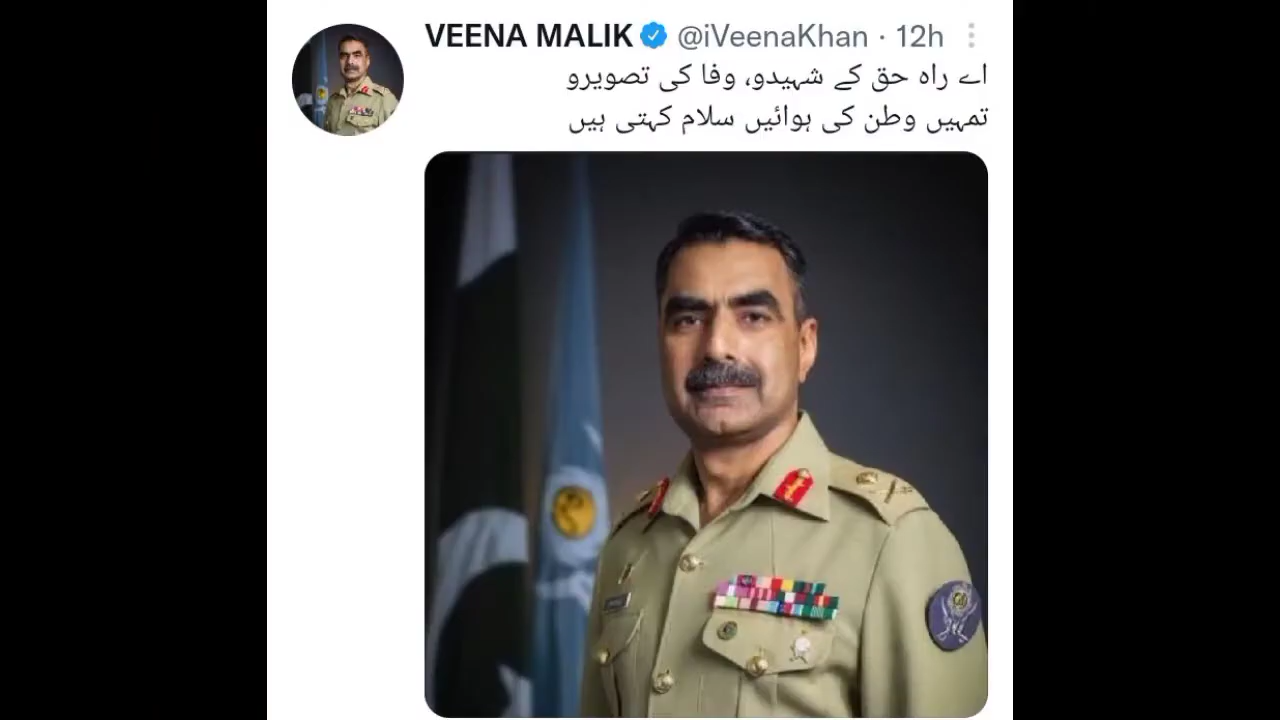 VEENA MALIK @iVeenaKhan · 12h
اے راہ حق کے شہیدو، وفا کی تصویرو
تمہیں وطن کی ہوائیں سلام کہتی ہیں